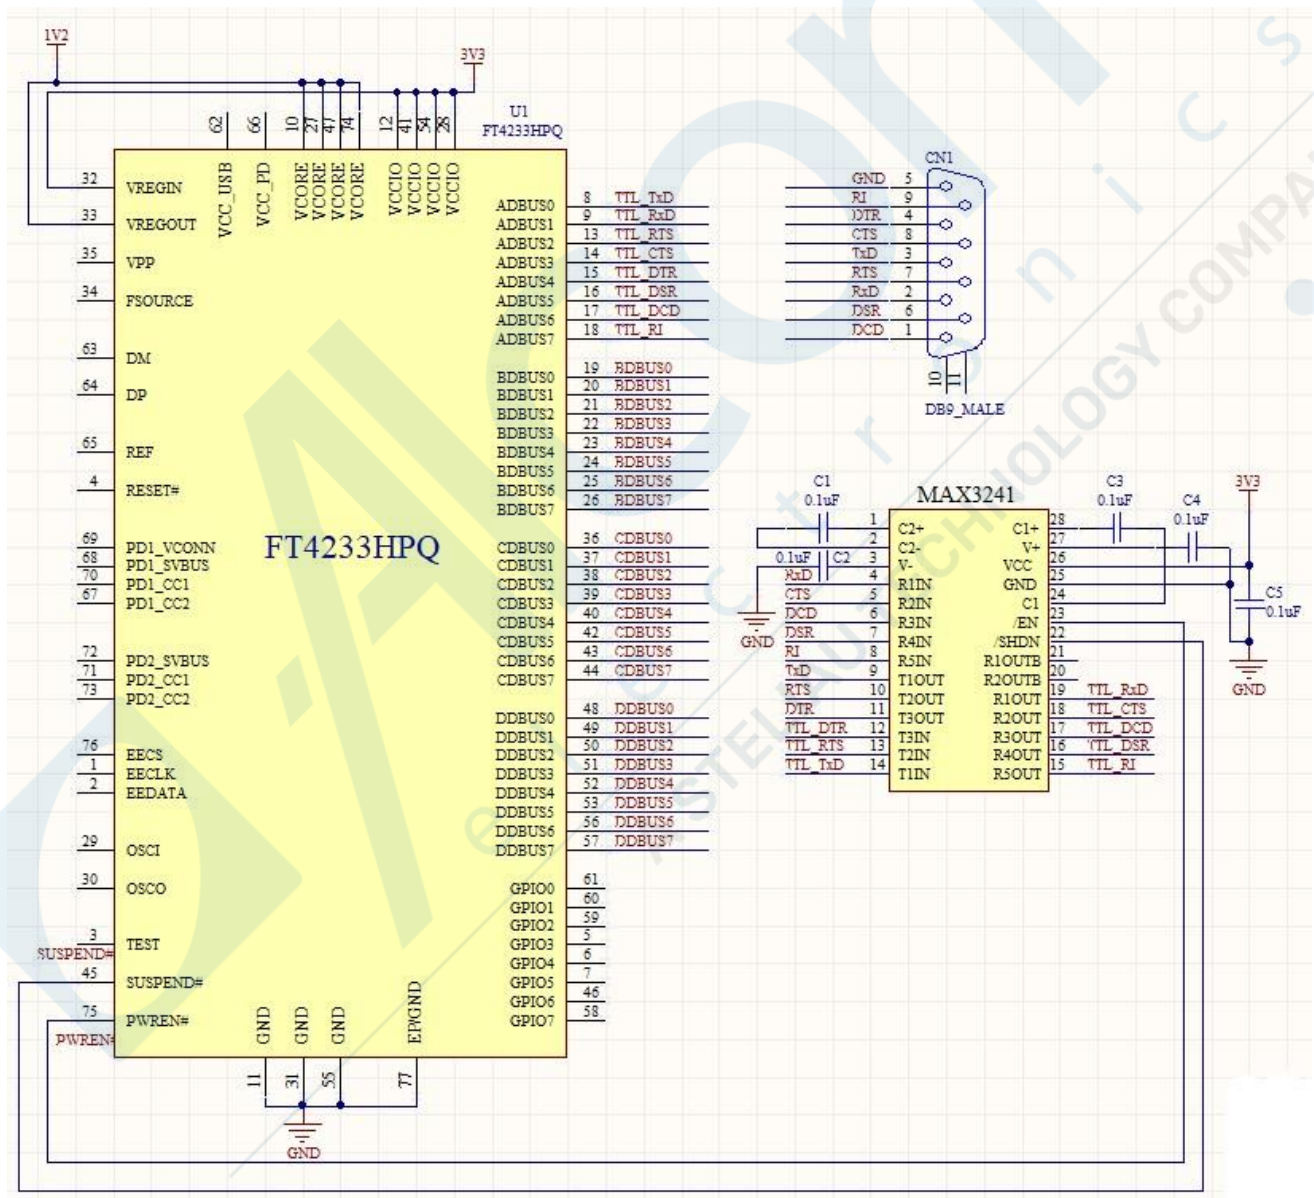 1V2
3V3
U1
FT4233HPQ
62
66
10
27
47
74
12
41
54
28
VCC_USB
VCC_PD
VCORE
VCORE
VCORE
VCORE
VCCIO
VCCIO
VCCIO
VCCIO
32 VREGIN
33 VREGOUT
35 VPP
34 FSOURCE
63 DM
64 DP
65 REF
4 RESET#
69 PD1_VCONN
68 PD1_SVBUS
70 PD1_CC1
67 PD1_CC2
72 PD2_SVBUS
71 PD2_CC1
73 PD2_CC2
76 EECS
1 EECLK
2 EEDATA
29 OSCI
30 OSCO
3 TEST
SUSPEND#
45 SUSPEND#
75 PWREN#
PWREN#
FT4233HPQ
ADBUS0 8 TTL_TxD
ADBUS1 9 TTL_RxD
ADBUS2 13 TTL_RTS
ADBUS3 14 TTL_CTS
ADBUS4 15 TTL_DTR
ADBUS5 16 TTL_DSR
ADBUS6 17 TTL_DCD
ADBUS7 18 TTL_RI
BDBUS0 19 BDBUS0
BDBUS1 20 BDBUS1
BDBUS2 21 BDBUS2
BDBUS3 22 BDBUS3
BDBUS4 23 BDBUS4
BDBUS5 24 BDBUS5
BDBUS6 25 BDBUS6
BDBUS7 26 BDBUS7
CDBUS0 36 CDBUS0
CDBUS1 37 CDBUS1
CDBUS2 38 CDBUS2
CDBUS3 39 CDBUS3
CDBUS4 40 CDBUS4
CDBUS5 42 CDBUS5
CDBUS6 43 CDBUS6
CDBUS7 44 CDBUS7
DDBUS0 48 DDBUS0
DDBUS1 49 DDBUS1
DDBUS2 50 DDBUS2
DDBUS3 51 DDBUS3
DDBUS4 52 DDBUS4
DDBUS5 53 DDBUS5
DDBUS6 56 DDBUS6
DDBUS7 57 DDBUS7
GPIO0 61
GPIO1 60
GPIO2 59
GPIO3 5
GPIO4 6
GPIO5 7
GPIO6 46
GPIO7 58
GND
GND
GND
EP/GND
11
31
55
77
GND
CN1
GND 5
RI 9
DTR 4
CTS 8
TxD 3
RTS 7
RxD 2
DSR 6
DCD 1
10
11
DB9_MALE
C1
0.1uF
0.1uF C2
GND
MAX3241
1 C2+
2 C2-
3 V-
RxD 4 R1IN
CTS 5 R2IN
DCD 6 R3IN
DSR 7 R4IN
RI 8 R5IN
TxD 9 T1OUT
RTS 10 T2OUT
DTR 11 T3OUT
TTL_DTR 12 T3IN
TTL_RTS 13 T2IN
TTL_TxD 14 T1IN
C1+ 28
V+ 27
VCC 26
GND 25
C1 24
/EN 23
/SHDN 22
R1OUTB 21
R2OUTB 20
R1OUT 19 TTL_RxD
R2OUT 18 TTL_CTS
R3OUT 17 TTL_DCD
R4OUT 16 TTL_DSR
R5OUT 15 TTL_RI
C3
0.1uF
C4
0.1uF
3V3
C5
0.1uF
GND
electronics